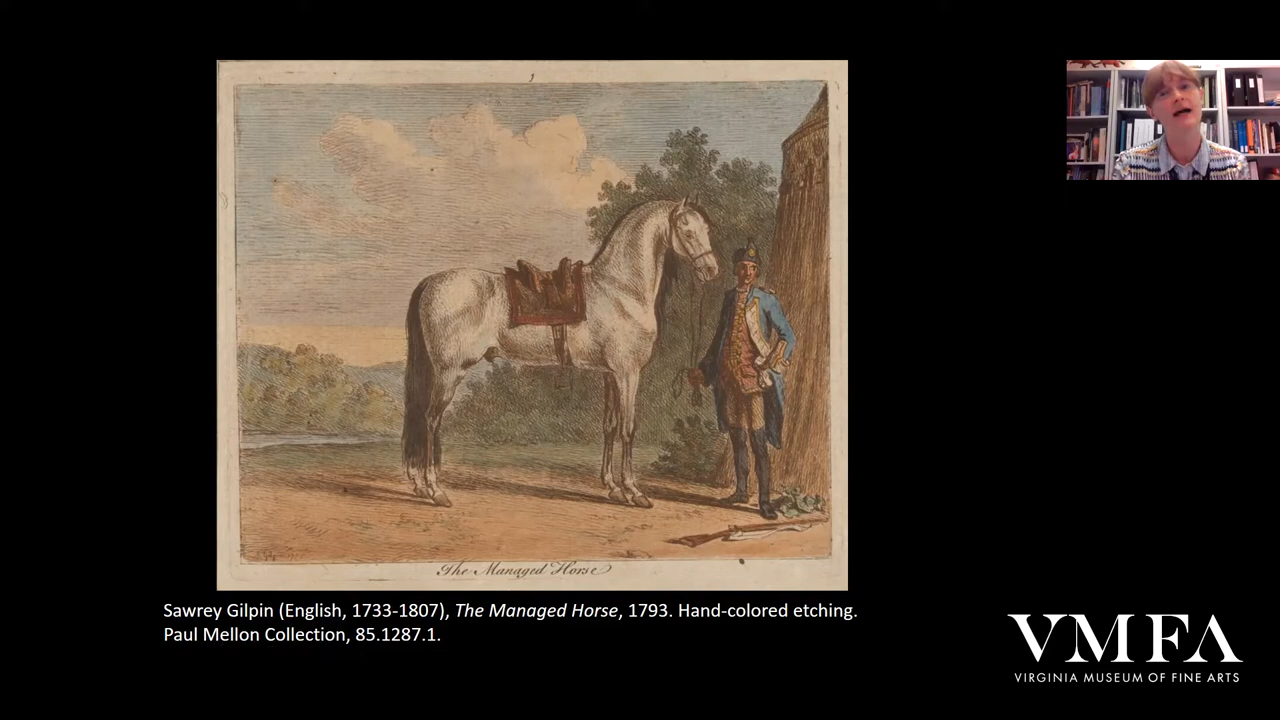 1
The Managed Horse
Sawrey Gilpin (English, 1733-1807), The Managed Horse, 1793. Hand-colored etching.
Paul Mellon Collection, 85.1287.1.
VMFA
VIRGINIA MUSEUM OF FINE ARTS